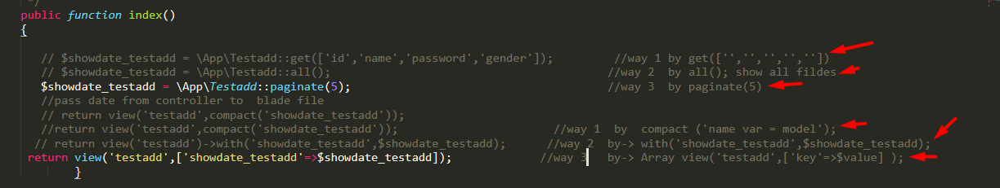 */
public function index()
{
// $showdate_testadd = \App\Testadd::get(['id','name','password','gender']); //way 1 by get(['','','','',''])
// $showdate_testadd = \App\Testadd::all(); //way 2 by all(); show all fildes
$showdate_testadd = \App\Testadd::paginate(5); //way 3 by paginate(5)
//pass date from controller to blade file
// return view('testadd',compact('showdate_testadd'));
//return view('testadd',compact('showdate_testadd')); //way 1 by compact ('name var = model');
// return view('testadd')->with('showdate_testadd',$showdate_testadd); //way 2 by-> with('showdate_testadd',$showdate_testadd);
return view('testadd',['showdate_testadd'=>$showdate_testadd]); //way 3 by-> Array view('testadd',['key'=>$value] );
}